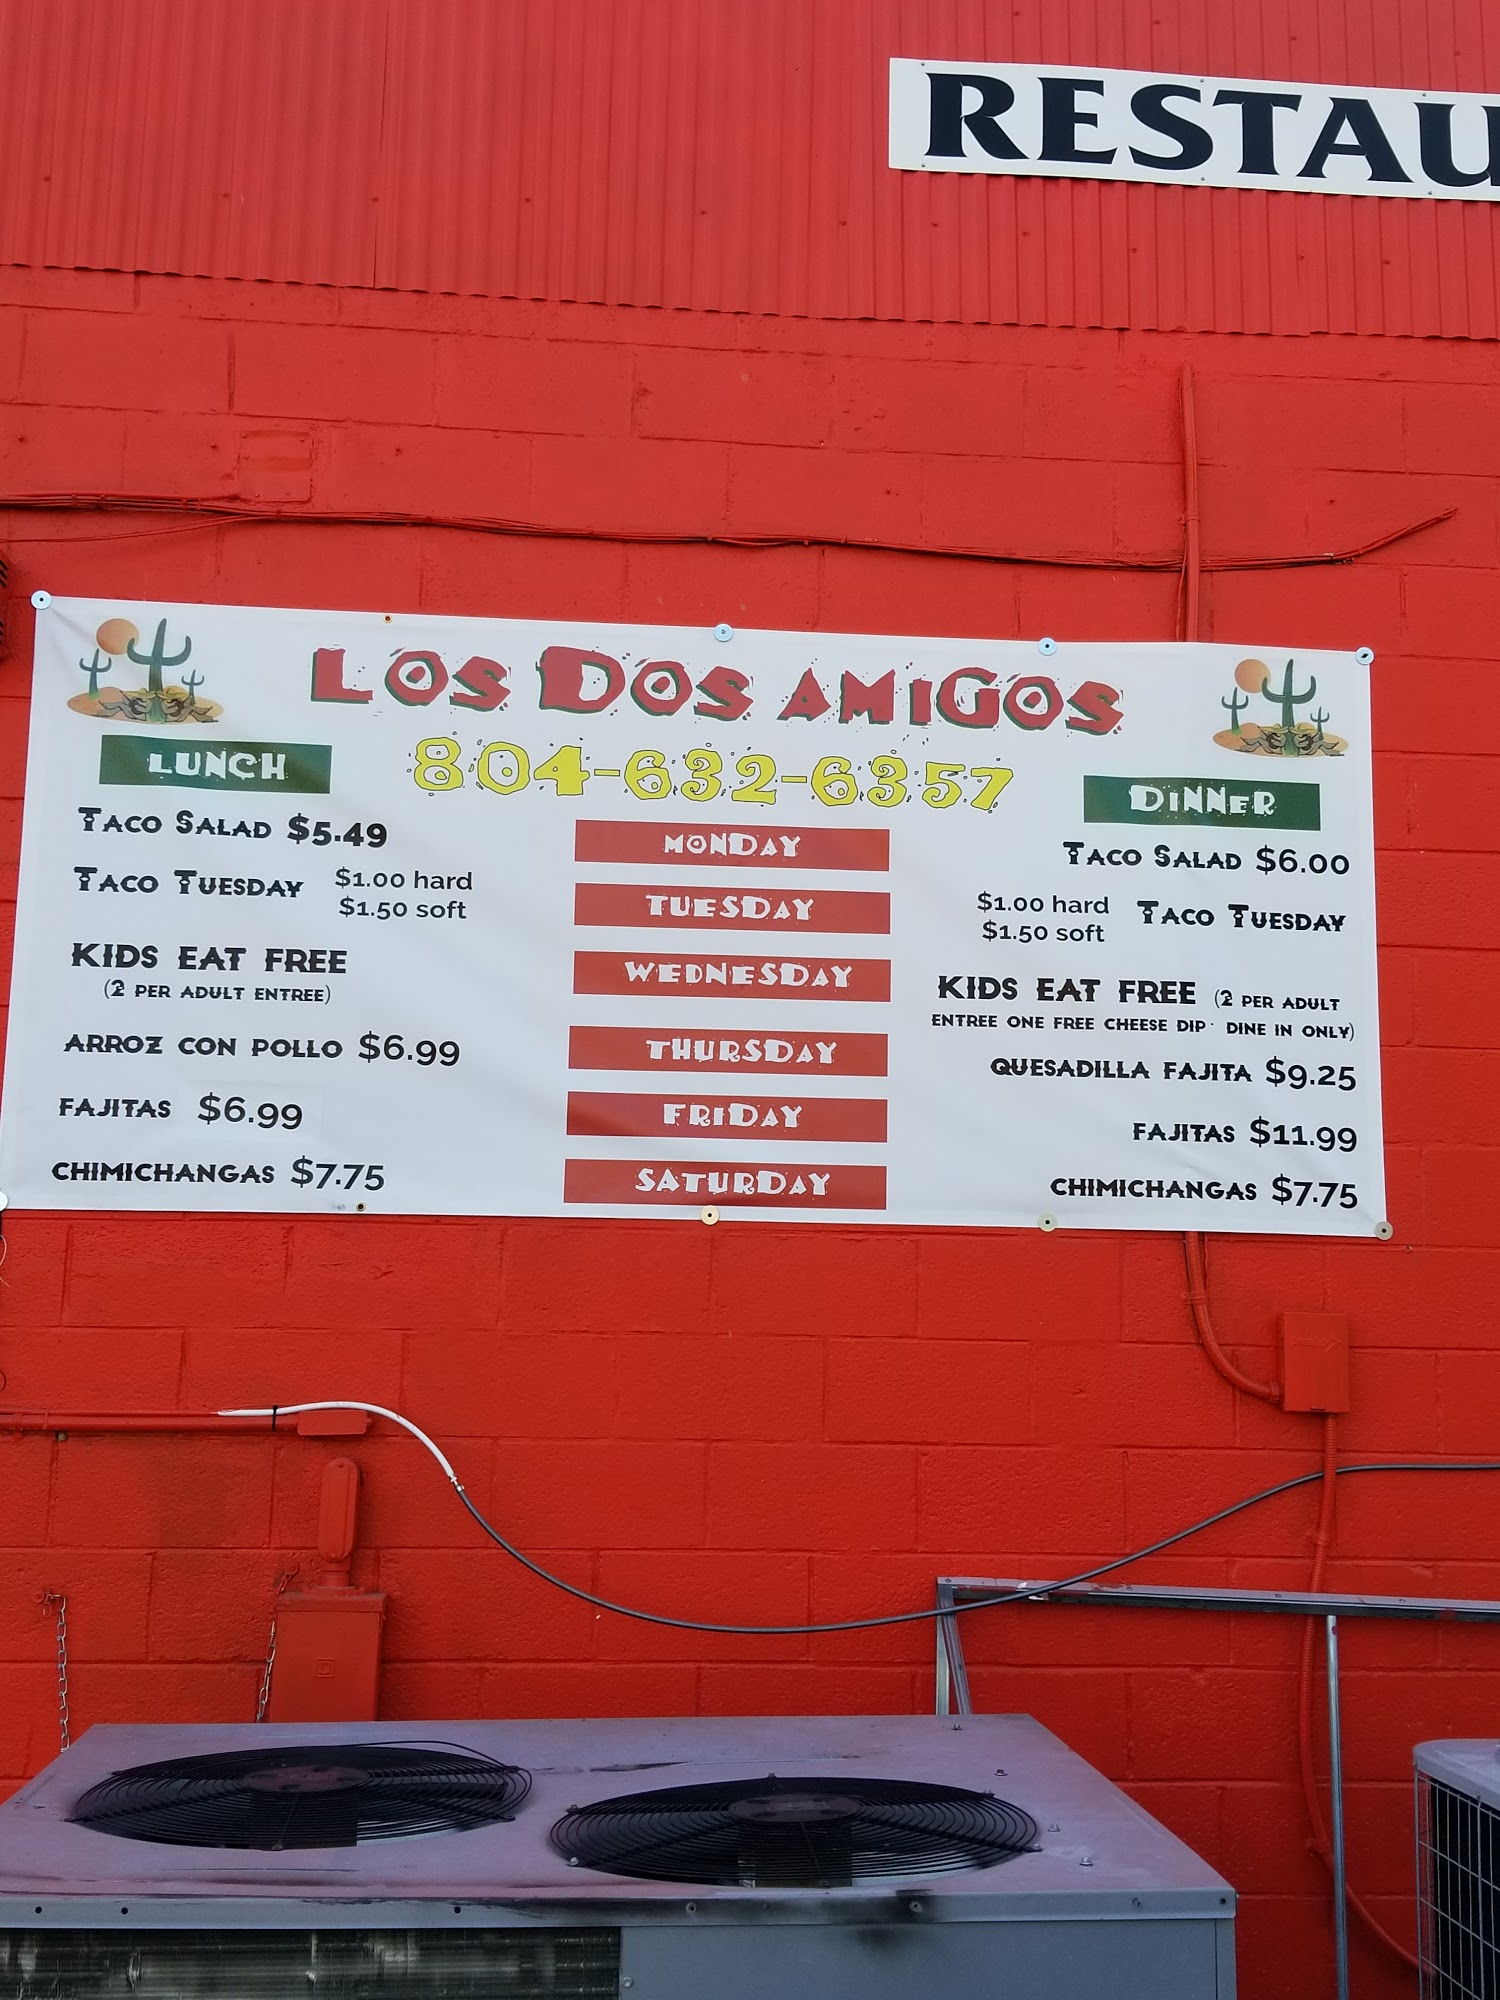 RESTAU
LOS DOS AMIGOS
804-632-6357
LUNCH
DINNER
TACO SALAD $5.49
MONDAY
TACO SALAD $6.00
TACO TUESDAY
$1.00 hard
$1.50 soft
TUESDAY
$1.00 hard
$1.50 soft
TACO TUESDAY
KIDS EAT FREE
(2 PER ADULT ENTREE)
WEDNESDAY
KIDS EAT FREE (2 PER ADULT
ENTREE ONE FREE CHEESE DIP· DINE IN ONLY)
ARROZ CON POLLO $6.99
THURSDAY
QUESADILLA FAJITA $9.25
FAJITAS $6.99
FRIDAY
FAJITAS $11.99
CHIMICHANGAS $7.75
SATURDAY
CHIMICHANGAS $7.75